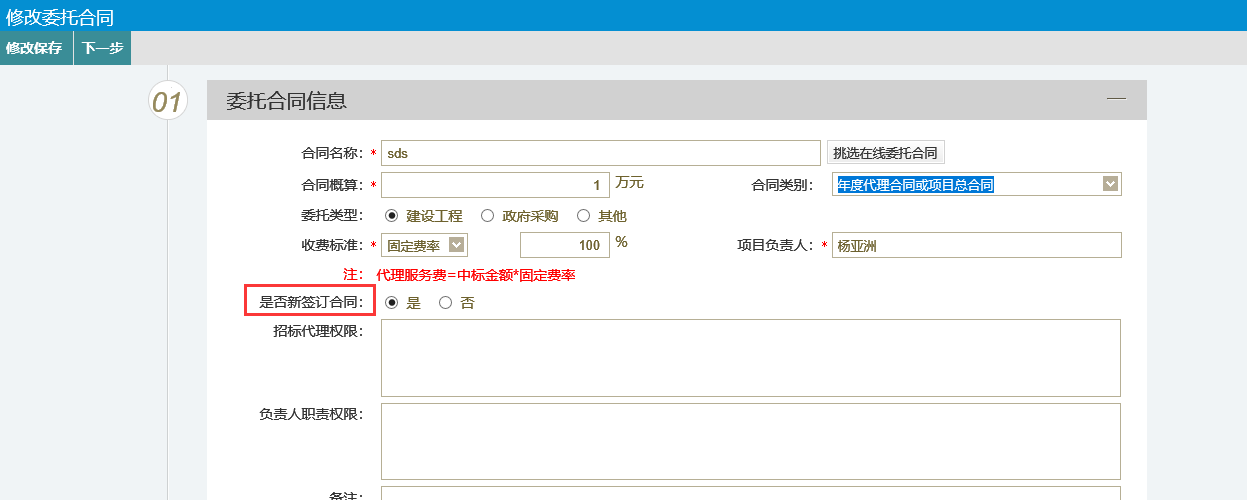 修改委托合同
修改保存 下一步
01 委托合同信息
合同名称: * sds 挑选在线委托合同
合同概算: * 1 万元 合同类别: 年度代理合同或项目总合同
委托类型: 建设工程 政府采购 其他
收费标准: * 固定费率 100 % 项目负责人: * 杨亚洲
注: 代理服务费=中标金额*固定费率
是否新签订合同: 是 否
招标代理权限:
负责人职责权限:
备注: